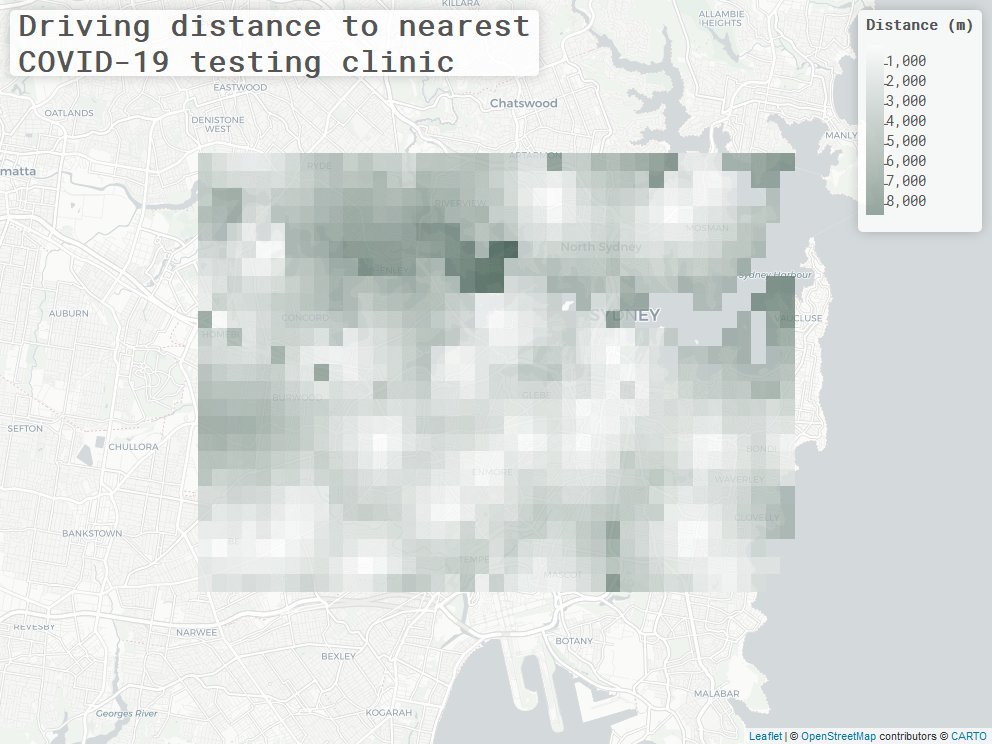 KILLARA
Driving distance to nearest
COVID-19 testing clinic
ALLAMBIE
HEIGHTS
Distance (m)
1,000
2,000
3,000
4,000
5,000
6,000
7,000
8,000
EASTWOOD
Chatswood
OATLANDS
DENISTONE
WEST
MANLY
ARTARMON
RYDE
matta
RIVERVIEW
MOSMAN
North Sydney
HENLEY
Sydney Harbour
AUBURN
CONCORD
SYDNEY
VAUCLUSE
HOMEBU
BURWOOD
GLEBE
SEFTON
CHULLORA
BONDI
ENMORE
WAVERLEY
CLOVELLY
BANKSTOWN
TEMPE
MASCOT
REVESBY
NARWEE
BOTANY
BEXLEY
MALABAR
Georges River
KOGARAH
Leaflet | © OpenStreetMap contributors © CARTO